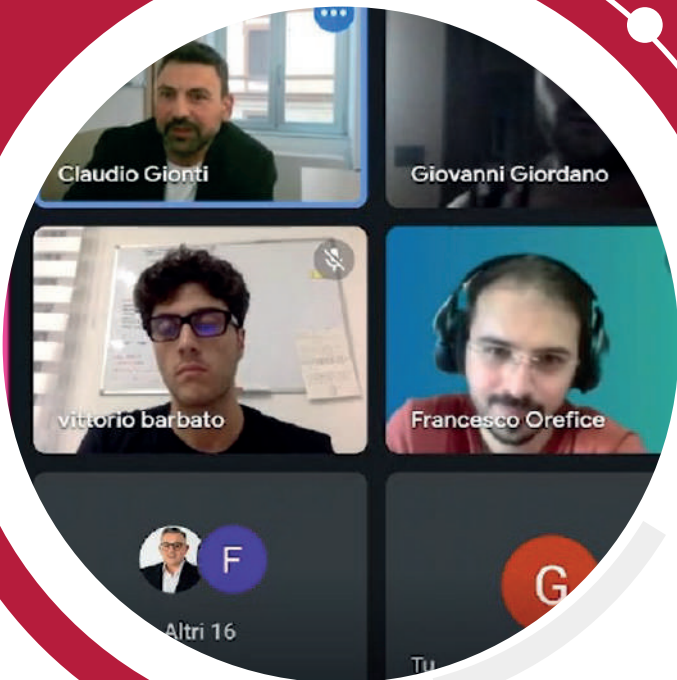 Claudio Gionti
Giovanni Giordano
vittorio barbato
Francesco Orefice
F
G
Altri 16
Tu